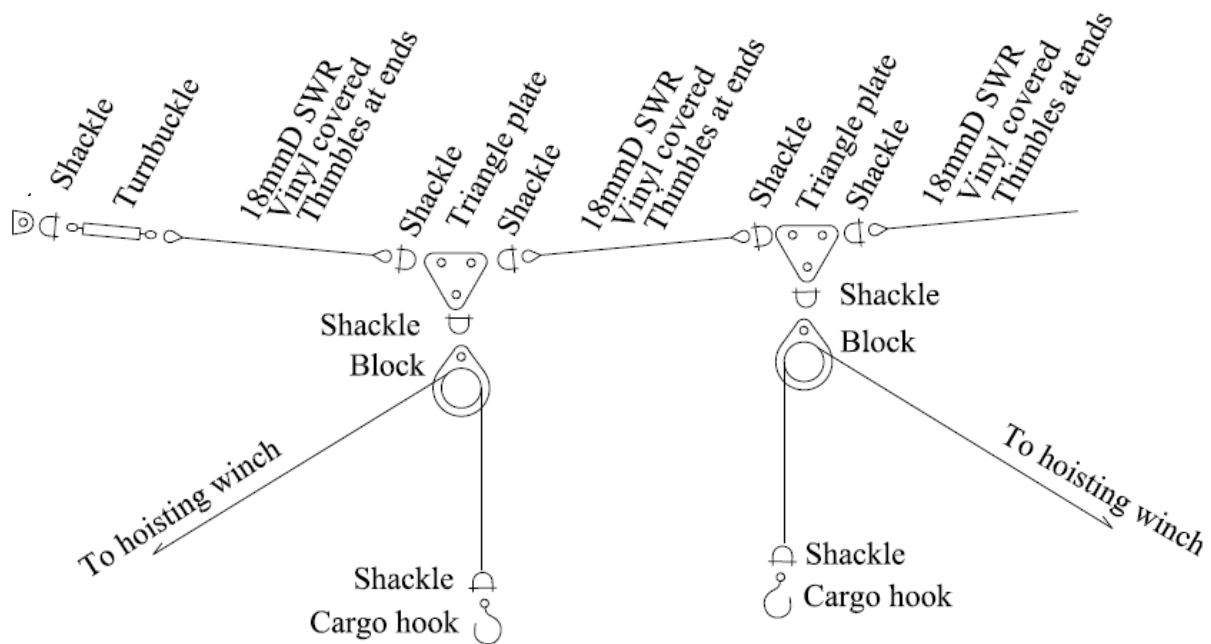 Shackle
Turnbuckle
18mmD SWR
Vinyl covered
Thimbles at ends
Shackle
Triangle plate
Shackle
18mmD SWR
Vinyl covered
Thimbles at ends
Shackle
Triangle plate
Shackle
18mmD SWR
Vinyl covered
Thimbles at ends
Shackle
Block
Shackle
Block
To hoisting winch
To hoisting winch
Shackle
Cargo hook
Shackle
Cargo hook